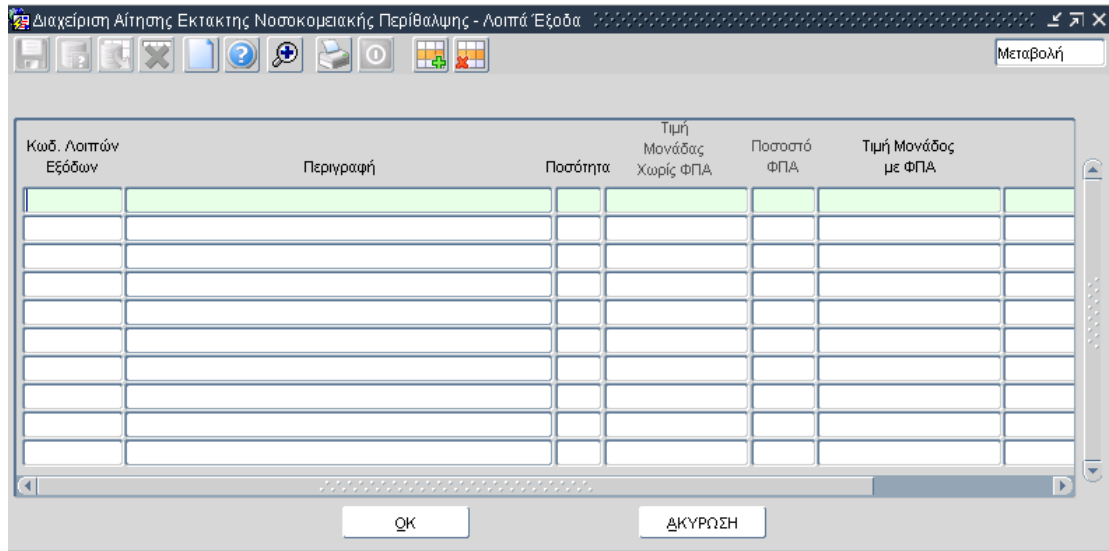 Διαχείριση Αίτησης Εκτακτης Νοσοκομειακής Περίθαλψης - Λοιπά Έξοδα
Μεταβολή
Κωδ. Λοιπών
Εξόδων
Περιγραφή
Ποσότητα
Τιμή
Μονάδας
Χωρίς ΦΠΑ
Ποσοστό
ΦΠΑ
Τιμή Μονάδος
με ΦΠΑ
OK
ΑΚΥΡΩΣΗ